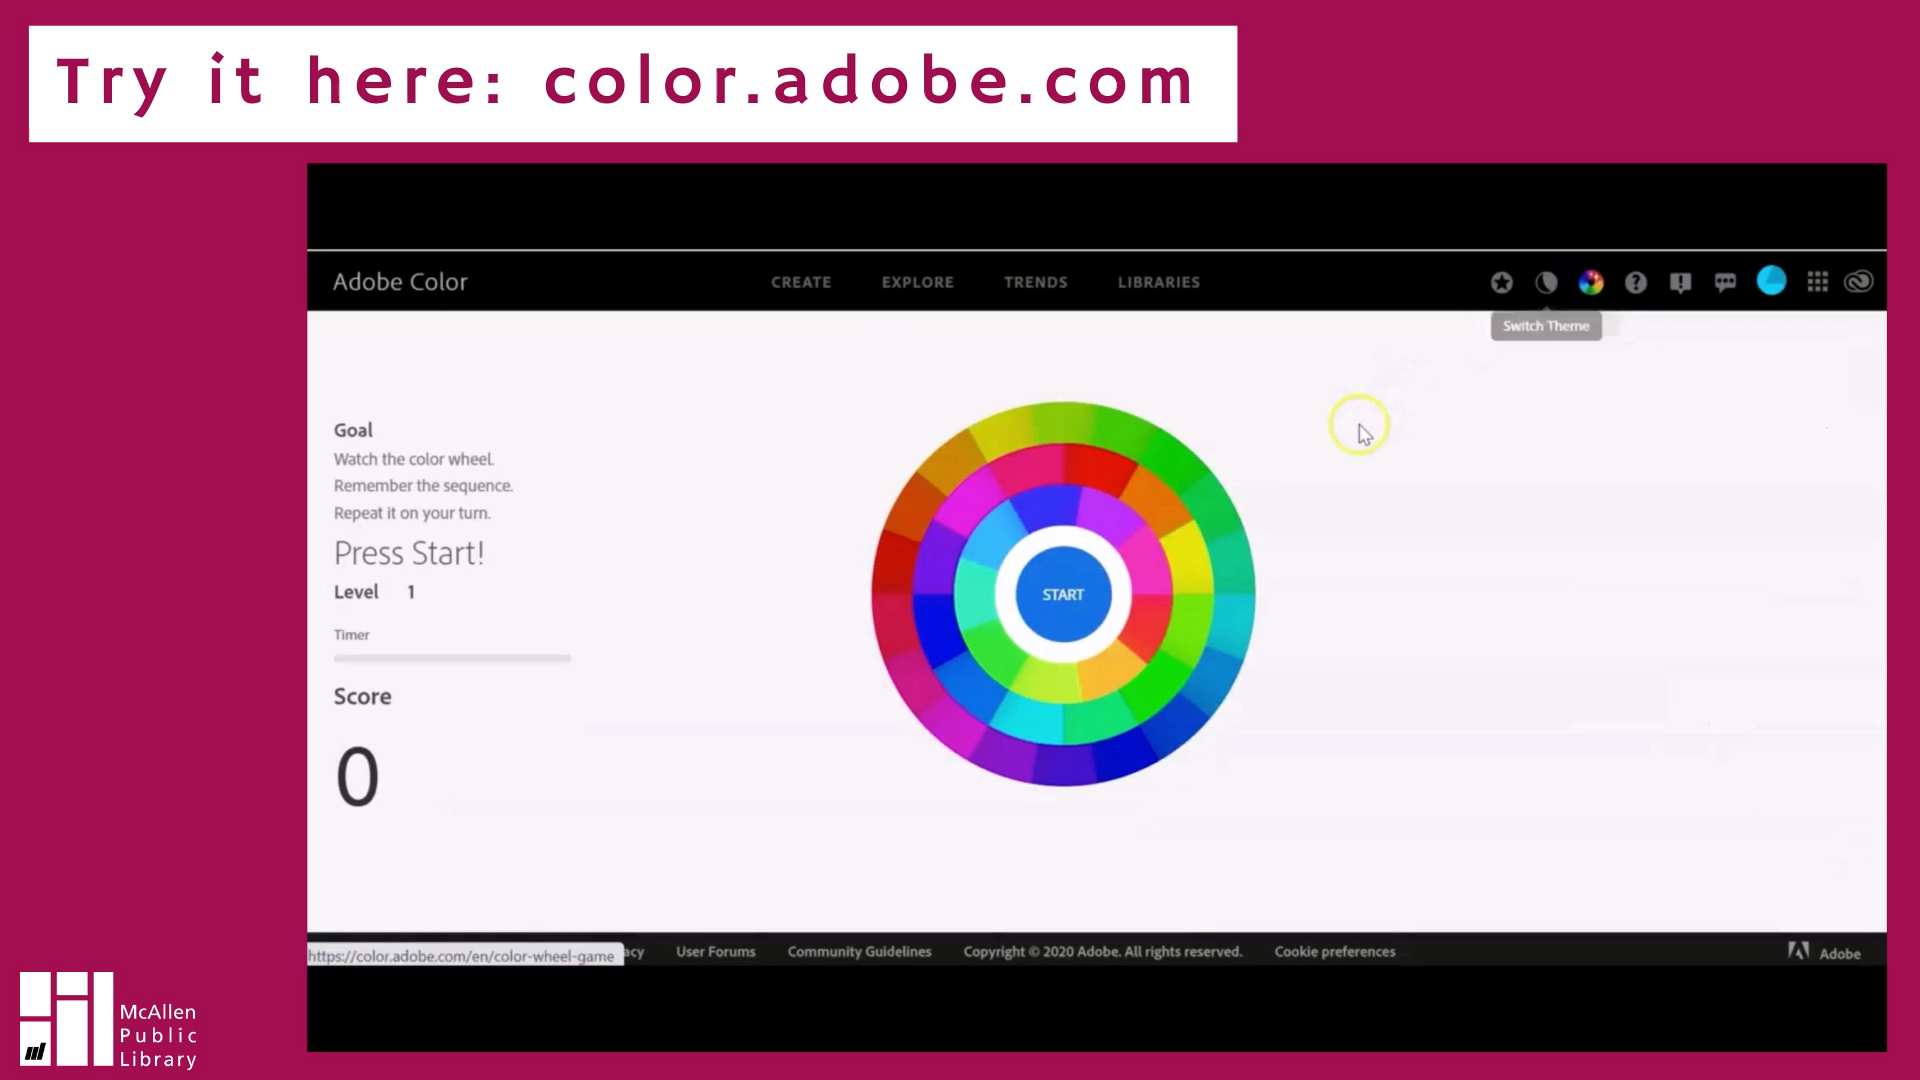 Try it here: color.adobe.com
Adobe Color
CREATE EXPLORE TRENDS LIBRARIES
Switch Theme
Goal
Watch the color wheel.
Remember the sequence.
Repeat it on your turn.
Press Start!
Level 1
Timer
Score
0
START
https://color.adobe.com/en/color-wheel-game
User Forums Community Guidelines Copyright © 2020 Adobe. All rights reserved. Cookie preferences Adobe
McAllen
Public
Library